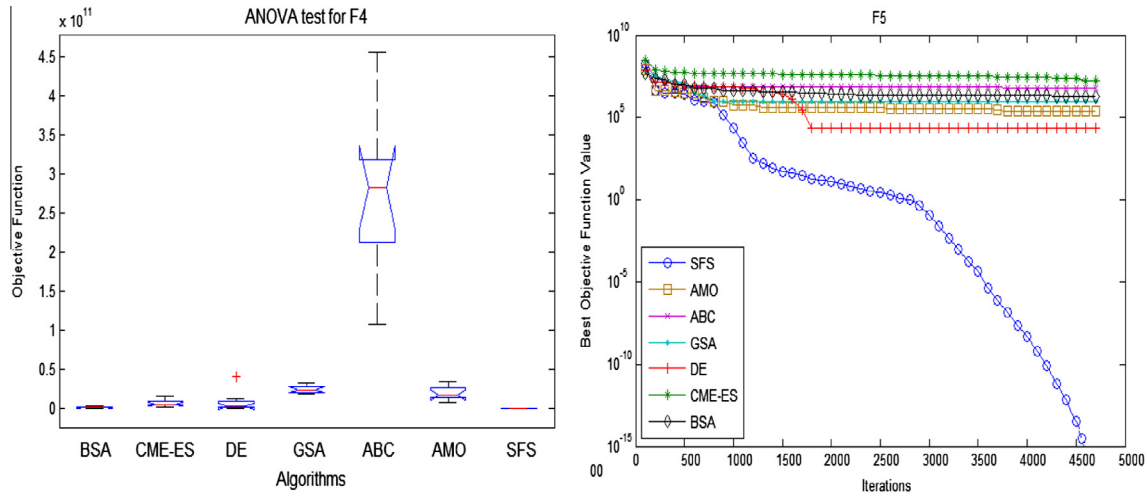 ANOVA test for F4
x 10^11
4.5
4
3.5
3
2.5
2
1.5
1
0.5
0
Objective Function
BSA CME-ES DE GSA ABC AMO SFS
Algorithms
F5
10^10
10^5
10^0
10^-5
10^-10
10^-15
Best Objective Function Value
SFS
AMO
ABC
GSA
DE
CME-ES
BSA
00
0 500 1000 1500 2000 2500 3000 3500 4000 4500 5000
Iterations